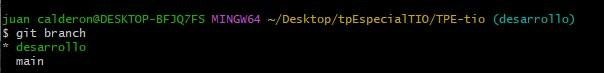 juan calderon@DESKTOP-BFJQ7FS MINGW64 ~/Desktop/tpEspecialTIO/TPE-tio (desarrollo)
$ git branch
* desarrollo
  main